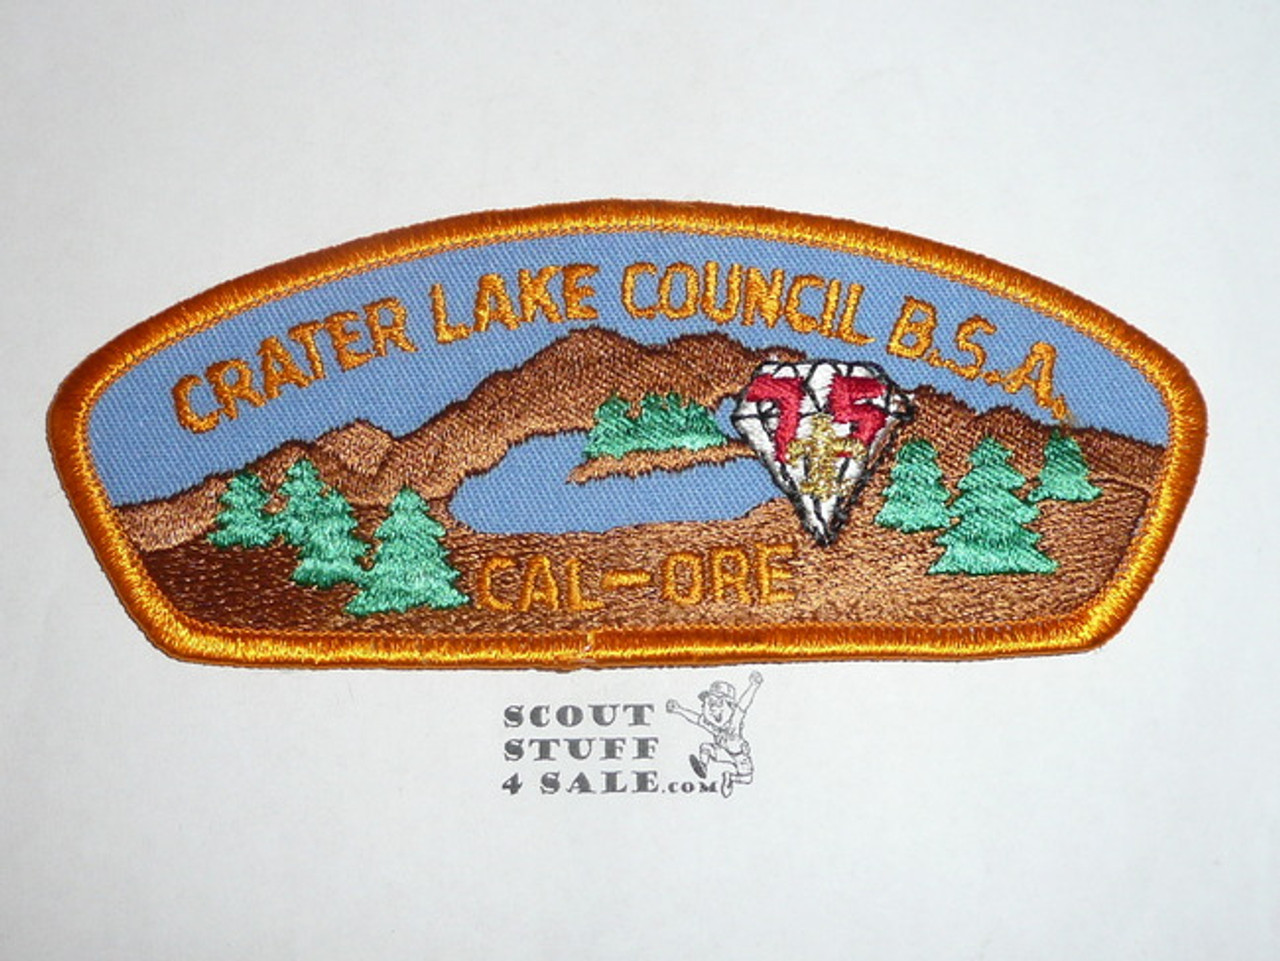 CRATER LAKE COUNCIL B.S.A.
75
CAL-ORE
SCOUT
STUFF
4 SALE.COM